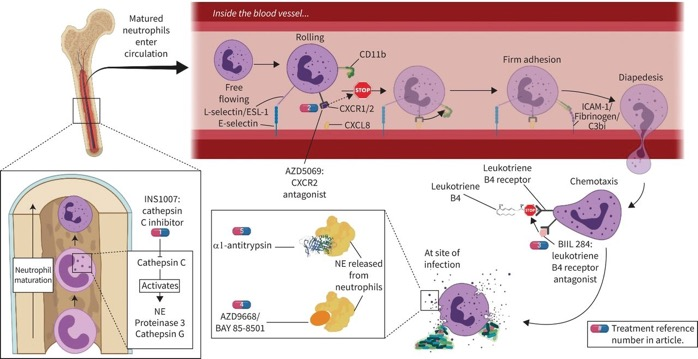 Matured
neutrophils
enter
circulation
Inside the blood vessel...
Rolling
CD11b
Free
flowing
L-selectin/ESL-1
E-selectin
STOP
2
CXCR1/2
CXCL8
Firm adhesion
ICAM-1/
Fibrinogen/
C3bi
Diapedesis
AZD5069:
CXCR2
antagonist
INS1007:
cathepsin
C inhibitor
1
Cathepsin C
Activates
NE
Proteinase 3
Cathepsin G
Neutrophil
maturation
5
α1-antitrypsin
NE released
from
neutrophils
4
AZD9668/
BAY 85-8501
At site of
infection
Leukotriene
B4 receptor
Leukotriene
B4
STOP
Chemotaxis
3
BIIL 284:
leukotriene
B4 receptor
antagonist
Treatment reference
number in article.